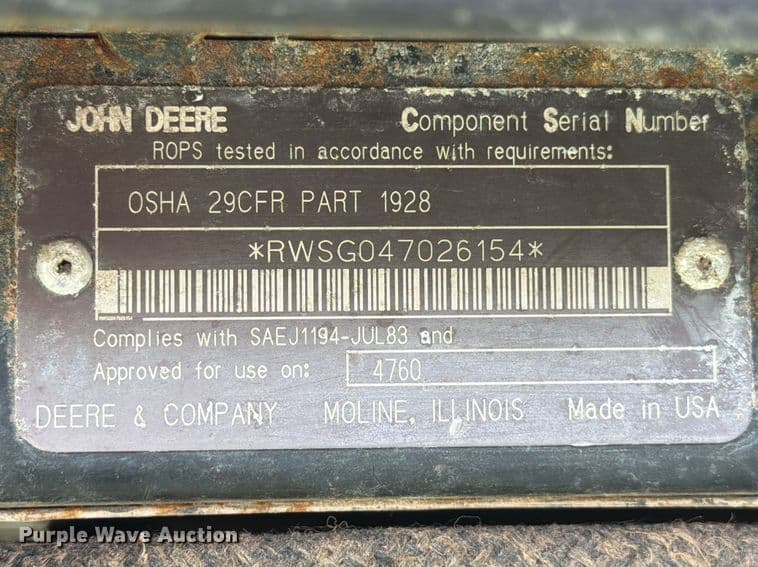 JOHN DEERE Component Serial Number
ROPS tested in accordance with requirements:
OSHA 29CFR PART 1928
*RWSG047026154*
Complies with SAEJ1194-JUL83 and
Approved for use on: 4760
DEERE & COMPANY MOLINE, ILLINOIS Made in USA
Purple Wave Auction®